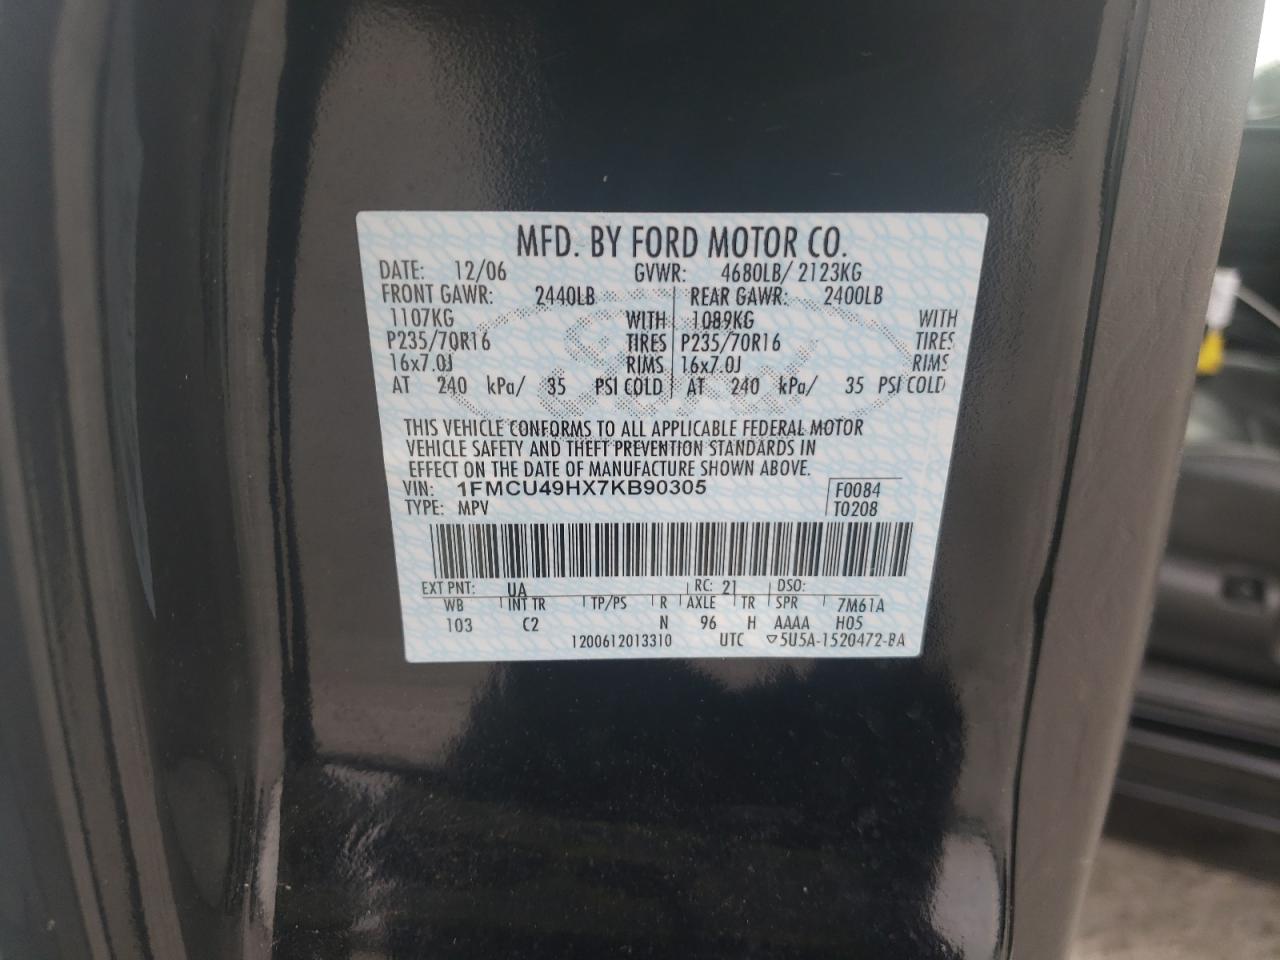 MFD. BY FORD MOTOR CO.
DATE: 12/06 GVWR: 4680LB/ 2123KG
FRONT GAWR: 2440LB REAR GAWR: 2400LB
1107KG WITH 1089KG WITH
P235/70R16 TIRES P235/70R16 TIRES
16x7.0J RIMS 16x7.0J RIMS
AT 240 kPa/ 35 PSI COLD AT 240 kPa/ 35 PSI COLD
THIS VEHICLE CONFORMS TO ALL APPLICABLE FEDERAL MOTOR
VEHICLE SAFETY AND THEFT PREVENTION STANDARDS IN
EFFECT ON THE DATE OF MANUFACTURE SHOWN ABOVE.
VIN: 1FMCU49HX7KB90305 F0084
TYPE: MPV T0208
EXT PNT: UA RC: 21 DSO:
WB INT TR TP/PS R AXLE TR SPR 7M61A
103 C2 N 96 H AAAA H05
1200612013310 UTC ▽5U5A-1520472-BA